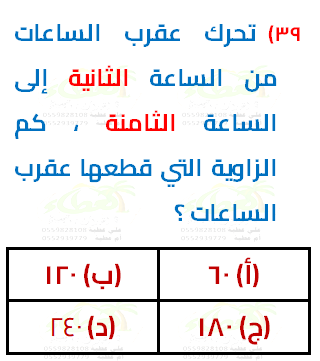 ٣٩) تحرك عقرب الساعات
من الساعة الثانية إلى
الساعة الثامنة ، كم
الزاوية التي قطعها عقرب
الساعات ؟
(أ) ٦٠
(ب) ١٢٠
(ج) ١٨٠
(د) ٢٤٠